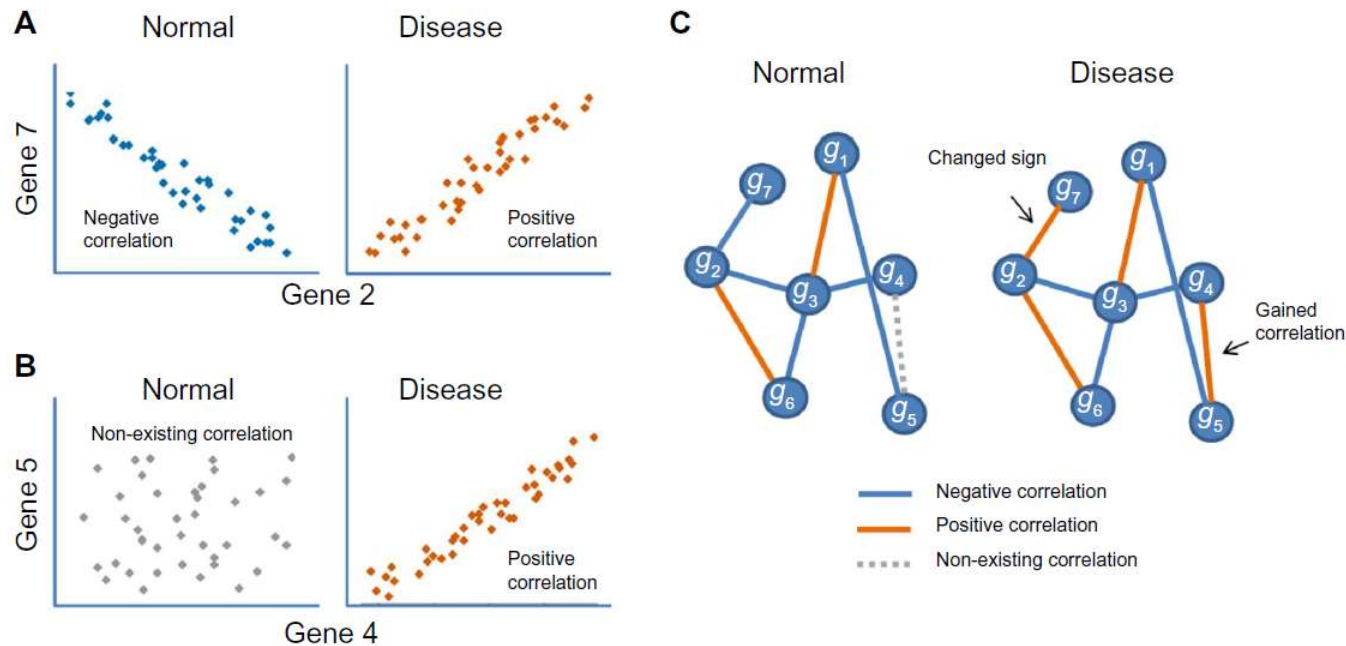 A
Normal
Disease
Gene 7
Negative
correlation
Positive
correlation
Gene 2
B
Normal
Disease
Gene 5
Non-existing correlation
Positive
correlation
Gene 4
C
Normal
Disease
g1
g7
g2
g3
g4
g6
g5
Changed sign
g1
g7
g2
g3
g4
Gained
correlation
g6
g5
Negative correlation
Positive correlation
Non-existing correlation